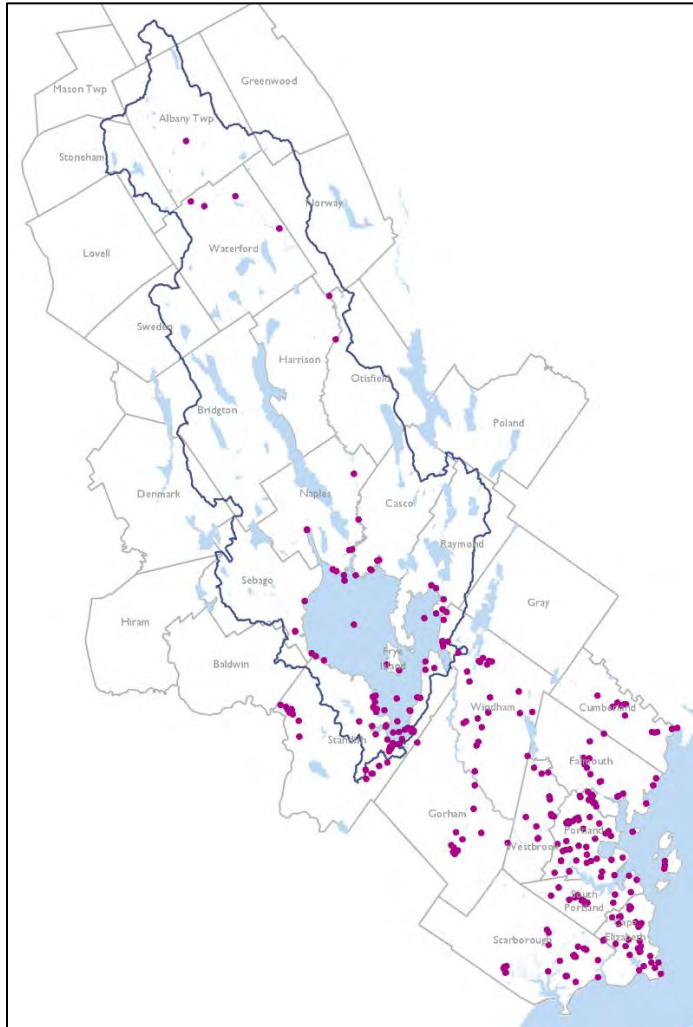 Greenwood
Mason Twp
Albany Twp
Stoneham
Norway
Lovell
Waterford
Sweden
Harrison
Otisfield
Bridgton
Poland
Denmark
Naples
Casco
Raymond
Sebago
Gray
Hiram
Frye
Island
Baldwin
Windham
Cumberland
Standish
Falmouth
Gorham
Portland
Westbrook
South
Portland
Cape
Elizabeth
Scarborough